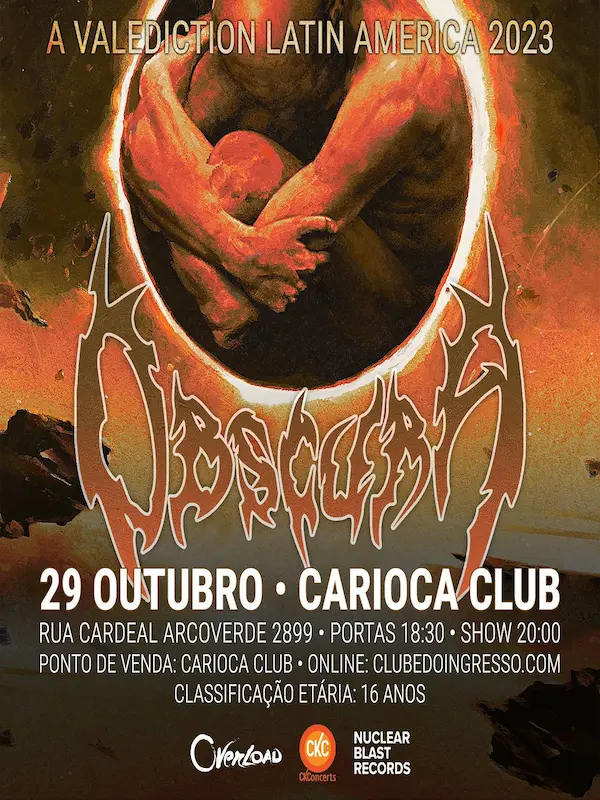 A VALEDICTION LATIN AMERICA 2023
OBSCURA
29 OUTUBRO • CARIOCA CLUB
RUA CARDEAL ARCOVERDE 2899 • PORTAS 18:30 • SHOW 20:00
PONTO DE VENDA: CARIOCA CLUB • ONLINE: CLUBEDOINGRESSO.COM
CLASSIFICAÇÃO ETÁRIA: 16 ANOS
OVERLOAD
CKC
CKConcerts
NUCLEAR
BLAST
RECORDS